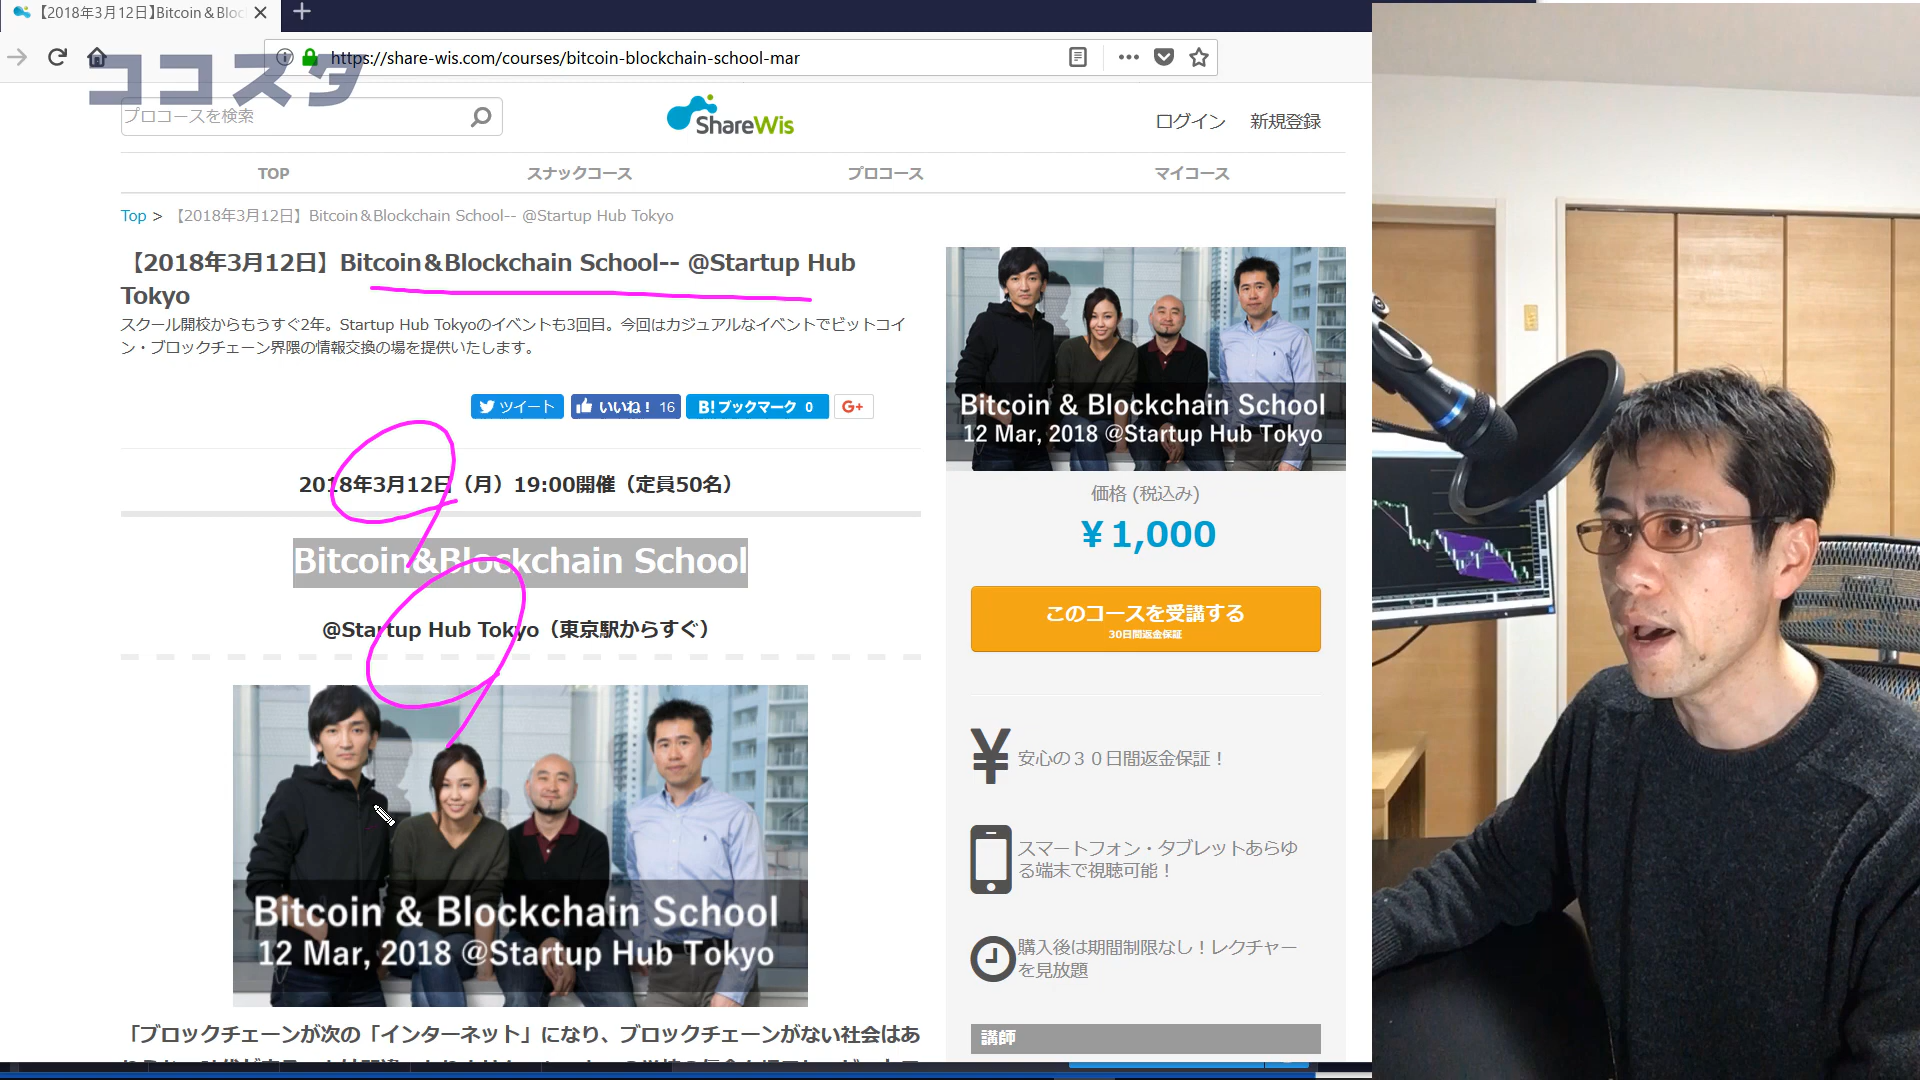 【2018年3月12日】Bitcoin＆Bloc
ココスタ
https://share-wis.com/courses/bitcoin-blockchain-school-mar
プロコースを検索
ShareWis
ログイン 新規登録
TOP スナックコース プロコース マイコース
Top > 【2018年3月12日】Bitcoin＆Blockchain School-- @Startup Hub Tokyo
【2018年3月12日】Bitcoin＆Blockchain School-- @Startup Hub
Tokyo
スクール開校からもうすぐ2年。Startup Hub Tokyoのイベントも3回目。今回はカジュアルなイベントでビットコイ
ン・ブロックチェーン界隈の情報交換の場を提供いたします。
ツイート いいね！ 16 B!ブックマーク 0 G+
2018年3月12日（月）19:00開催（定員50名）
Bitcoin&Blockchain School
@Startup Hub Tokyo（東京駅からすぐ）
Bitcoin & Blockchain School
12 Mar, 2018 @Startup Hub Tokyo
「ブロックチェーンが次の「インターネット」になり、ブロックチェーンがない社会はあ
Bitcoin & Blockchain School
12 Mar, 2018 @Startup Hub Tokyo
価格 (税込み)
¥1,000
このコースを受講する
30日間返金保証
安心の３０日間返金保証！
スマートフォン・タブレットあらゆ
る端末で視聴可能！
購入後は期間制限なし！レクチャー
を見放題
講師